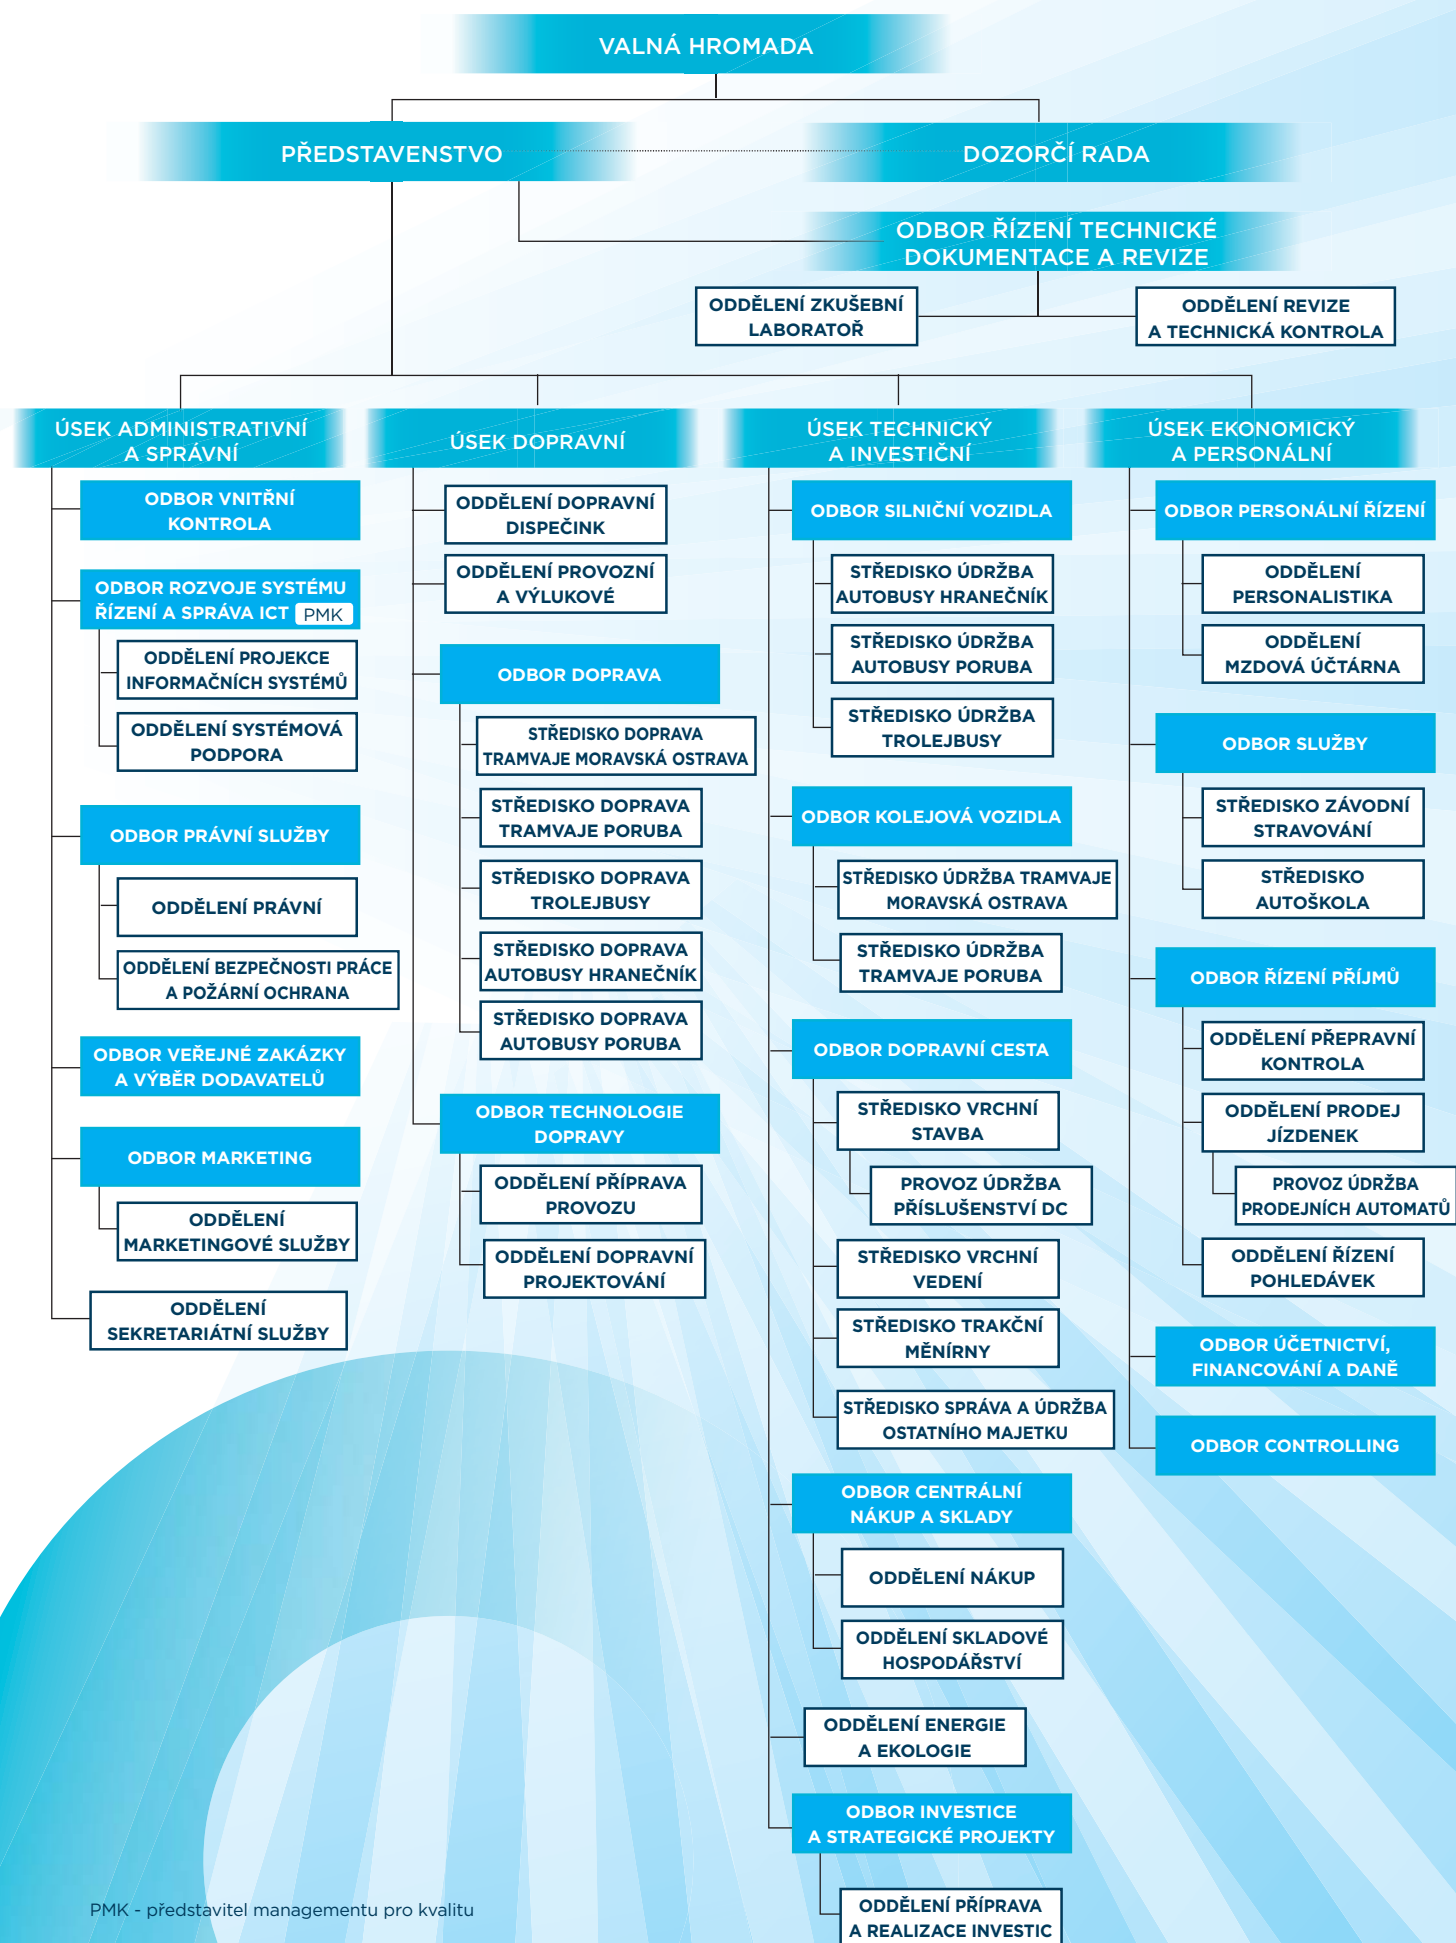 VALNÁ HROMADA
PŘEDSTAVENSTVO
DOZORČÍ RADA
ODBOR ŘÍZENÍ TECHNICKÉ
DOKUMENTACE A REVIZE
ODDĚLENÍ ZKUŠEBNÍ
LABORATOŘ
ODDĚLENÍ REVIZE
A TECHNICKÁ KONTROLA
ÚSEK ADMINISTRATIVNÍ
A SPRÁVNÍ
ODBOR VNITŘNÍ
KONTROLA
ODBOR ROZVOJE SYSTÉMU
ŘÍZENÍ A SPRÁVA ICT PMK
ODDĚLENÍ PROJEKCE
INFORMAČNÍCH SYSTÉMŮ
ODDĚLENÍ SYSTÉMOVÁ
PODPORA
ODBOR PRÁVNÍ SLUŽBY
ODDĚLENÍ PRÁVNÍ
ODDĚLENÍ BEZPEČNOSTI PRÁCE
A POŽÁRNÍ OCHRANA
ODBOR VEŘEJNÉ ZAKÁZKY
A VÝBĚR DODAVATELŮ
ODBOR MARKETING
ODDĚLENÍ
MARKETINGOVÉ SLUŽBY
ODDĚLENÍ
SEKRETARIÁTNÍ SLUŽBY
ÚSEK DOPRAVNÍ
ODDĚLENÍ DOPRAVNÍ
DISPEČINK
ODDĚLENÍ PROVOZNÍ
A VÝLUKOVÉ
ODBOR DOPRAVA
STŘEDISKO DOPRAVA
TRAMVAJE MORAVSKÁ OSTRAVA
STŘEDISKO DOPRAVA
TRAMVAJE PORUBA
STŘEDISKO DOPRAVA
TROLEJBUSY
STŘEDISKO DOPRAVA
AUTOBUSY HRANEČNÍK
STŘEDISKO DOPRAVA
AUTOBUSY PORUBA
ODBOR TECHNOLOGIE
DOPRAVY
ODDĚLENÍ PŘÍPRAVA
PROVOZU
ODDĚLENÍ DOPRAVNÍ
PROJEKTOVÁNÍ
ÚSEK TECHNICKÝ
A INVESTIČNÍ
ODBOR SILNIČNÍ VOZIDLA
STŘEDISKO ÚDRŽBA
AUTOBUSY HRANEČNÍK
STŘEDISKO ÚDRŽBA
AUTOBUSY PORUBA
STŘEDISKO ÚDRŽBA
TROLEJBUSY
ODBOR KOLEJOVÁ VOZIDLA
STŘEDISKO ÚDRŽBA TRAMVAJE
MORAVSKÁ OSTRAVA
STŘEDISKO ÚDRŽBA
TRAMVAJE PORUBA
ODBOR DOPRAVNÍ CESTA
STŘEDISKO VRCHNÍ
STAVBA
PROVOZ ÚDRŽBA
PŘÍSLUŠENSTVÍ DC
STŘEDISKO VRCHNÍ
VEDENÍ
STŘEDISKO TRAKČNÍ
MĚNÍRNY
STŘEDISKO SPRÁVA A ÚDRŽBA
OSTATNÍHO MAJETKU
ODBOR CENTRÁLNÍ
NÁKUP A SKLADY
ODDĚLENÍ NÁKUP
ODDĚLENÍ SKLADOVÉ
HOSPODÁŘSTVÍ
ODDĚLENÍ ENERGIE
A EKOLOGIE
ODBOR INVESTICE
A STRATEGICKÉ PROJEKTY
ODDĚLENÍ PŘÍPRAVA
A REALIZACE INVESTIC
ÚSEK EKONOMICKÝ
A PERSONÁLNÍ
ODBOR PERSONÁLNÍ ŘÍZENÍ
ODDĚLENÍ
PERSONALISTIKA
ODDĚLENÍ
MZDOVÁ ÚČTÁRNA
ODBOR SLUŽBY
STŘEDISKO ZÁVODNÍ
STRAVOVÁNÍ
STŘEDISKO
AUTOŠKOLA
ODBOR ŘÍZENÍ PŘÍJMŮ
ODDĚLENÍ PŘEPRAVNÍ
KONTROLA
ODDĚLENÍ PRODEJ
JÍZDENEK
PROVOZ ÚDRŽBA
PRODEJNÍCH AUTOMATŮ
ODDĚLENÍ ŘÍZENÍ
POHLEDÁVEK
ODBOR ÚČETNICTVÍ,
FINANCOVÁNÍ A DANĚ
ODBOR CONTROLLING
PMK - představitel managementu pro kvalitu